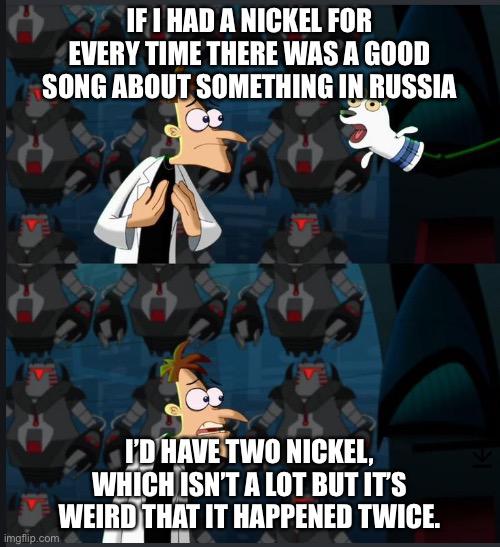 IF I HAD A NICKEL FOR
EVERY TIME THERE WAS A GOOD
SONG ABOUT SOMETHING IN RUSSIA
I'D HAVE TWO NICKEL,
WHICH ISN'T A LOT BUT IT'S
WEIRD THAT IT HAPPENED TWICE.
imgflip.com